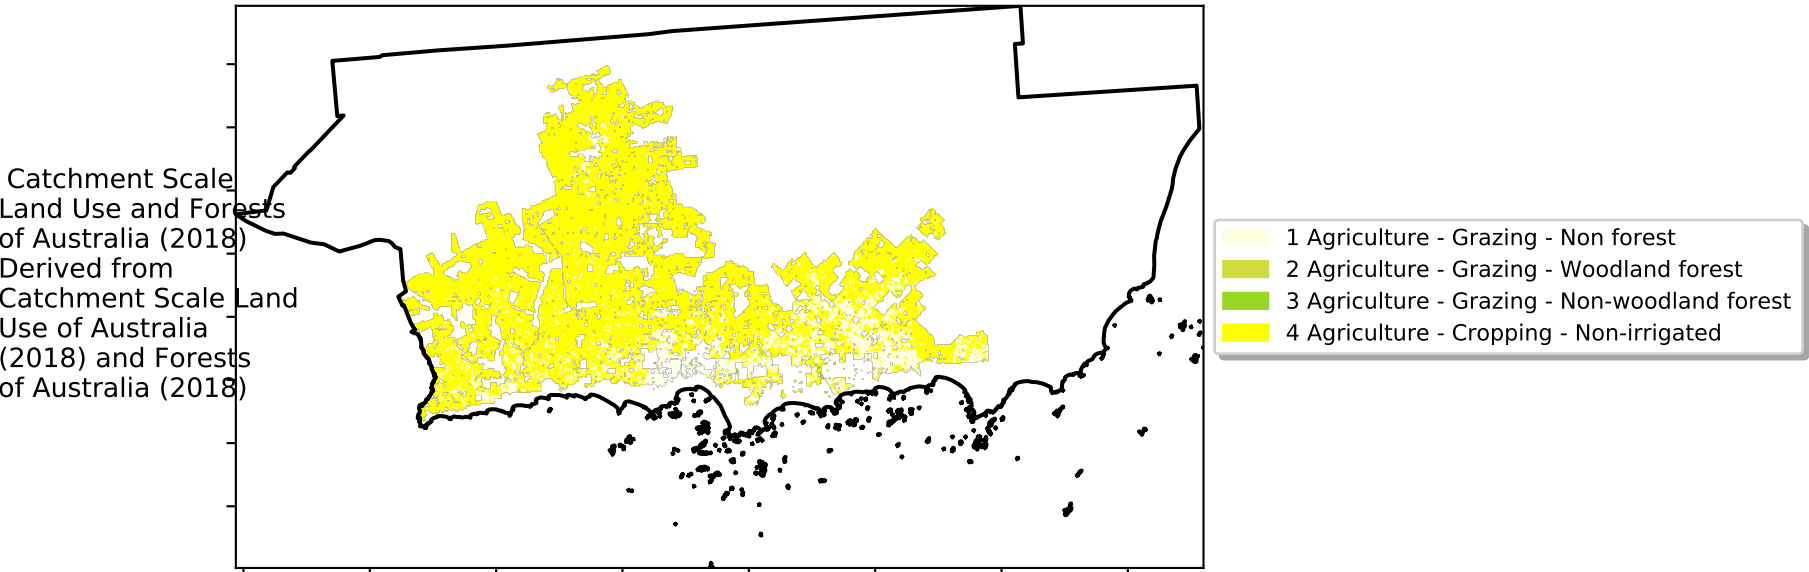 Catchment Scale
Land Use and Forests
of Australia (2018)
Derived from
Catchment Scale Land
Use of Australia
(2018) and Forests
of Australia (2018)
1 Agriculture - Grazing - Non forest
2 Agriculture - Grazing - Woodland forest
3 Agriculture - Grazing - Non-woodland forest
4 Agriculture - Cropping - Non-irrigated